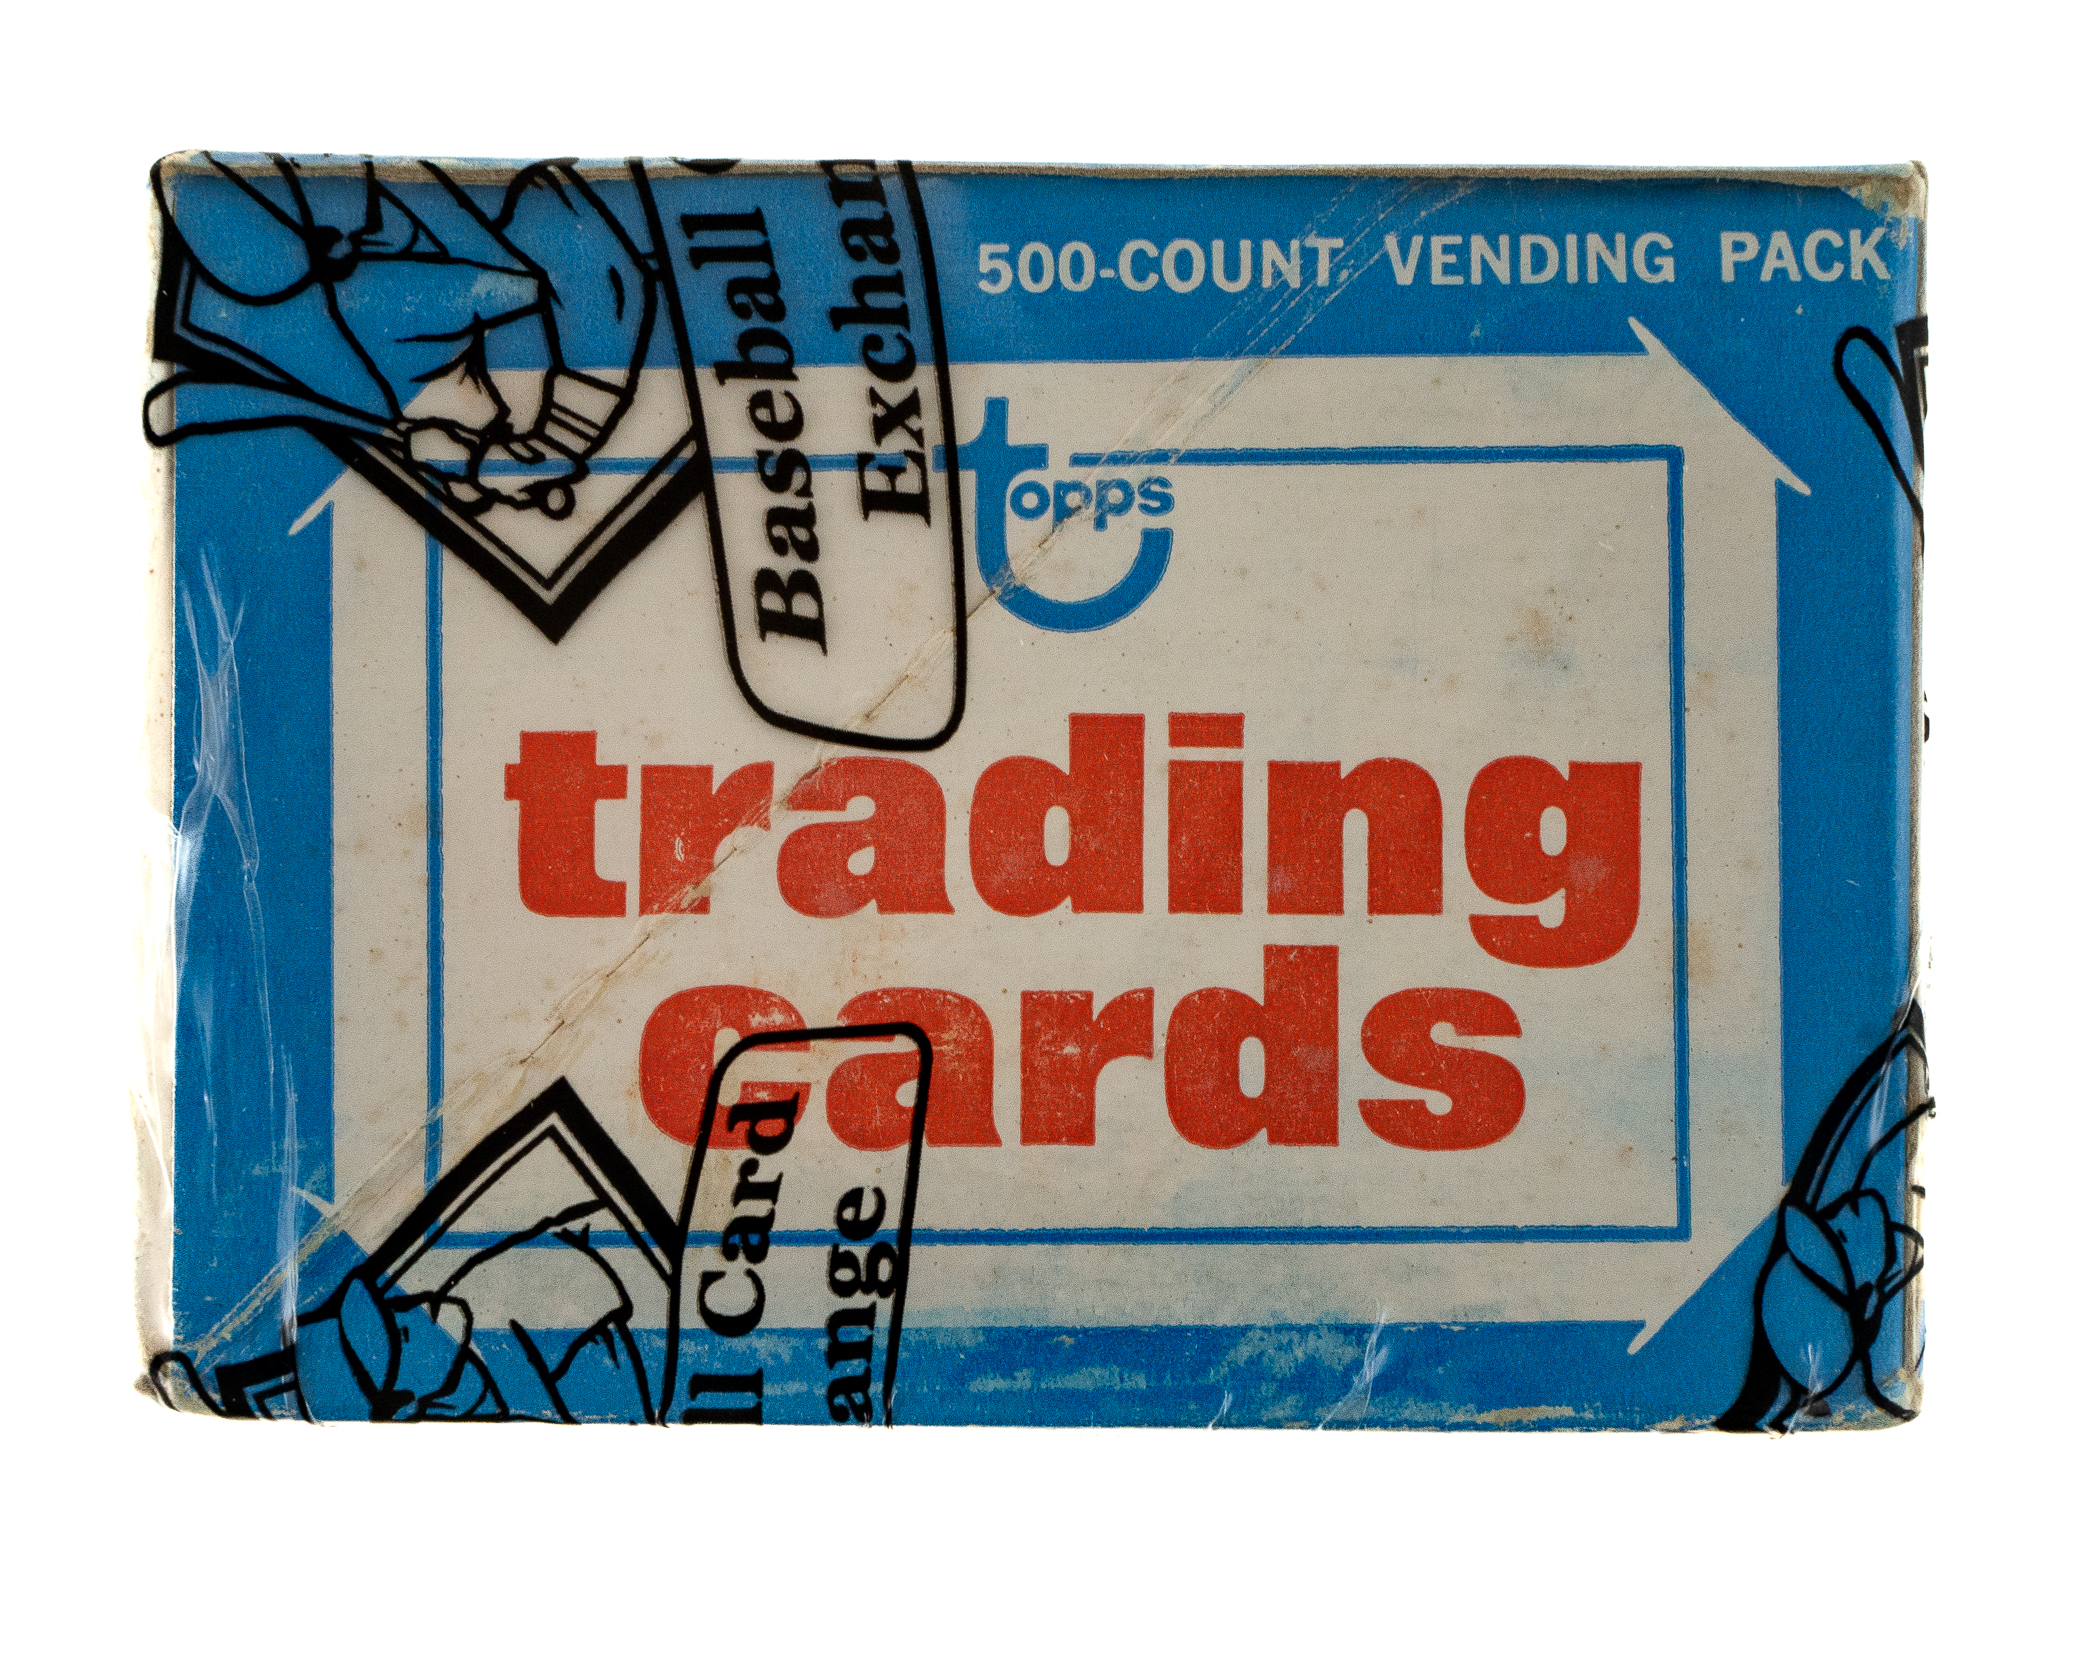 500-COUNT VENDING PACK
topps
trading
cards
Baseball
Exchan
ll Card
ange